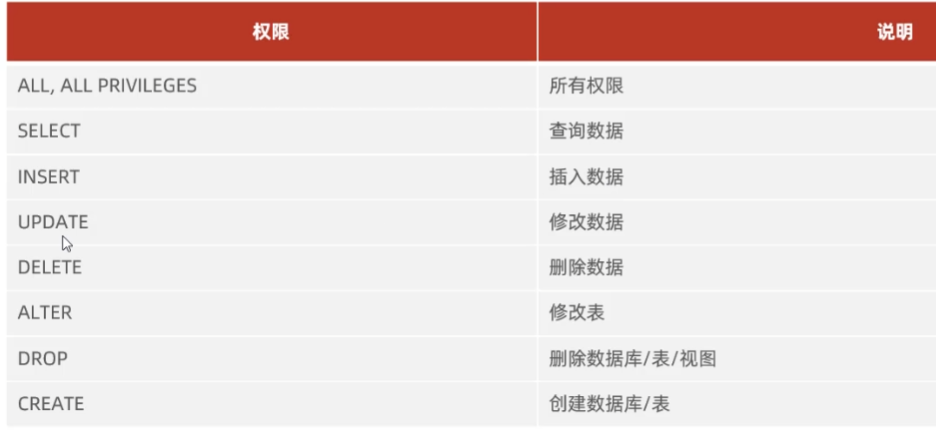 权限 说明
ALL, ALL PRIVILEGES 所有权限
SELECT 查询数据
INSERT 插入数据
UPDATE 修改数据
DELETE 删除数据
ALTER 修改表
DROP 删除数据库/表/视图
CREATE 创建数据库/表